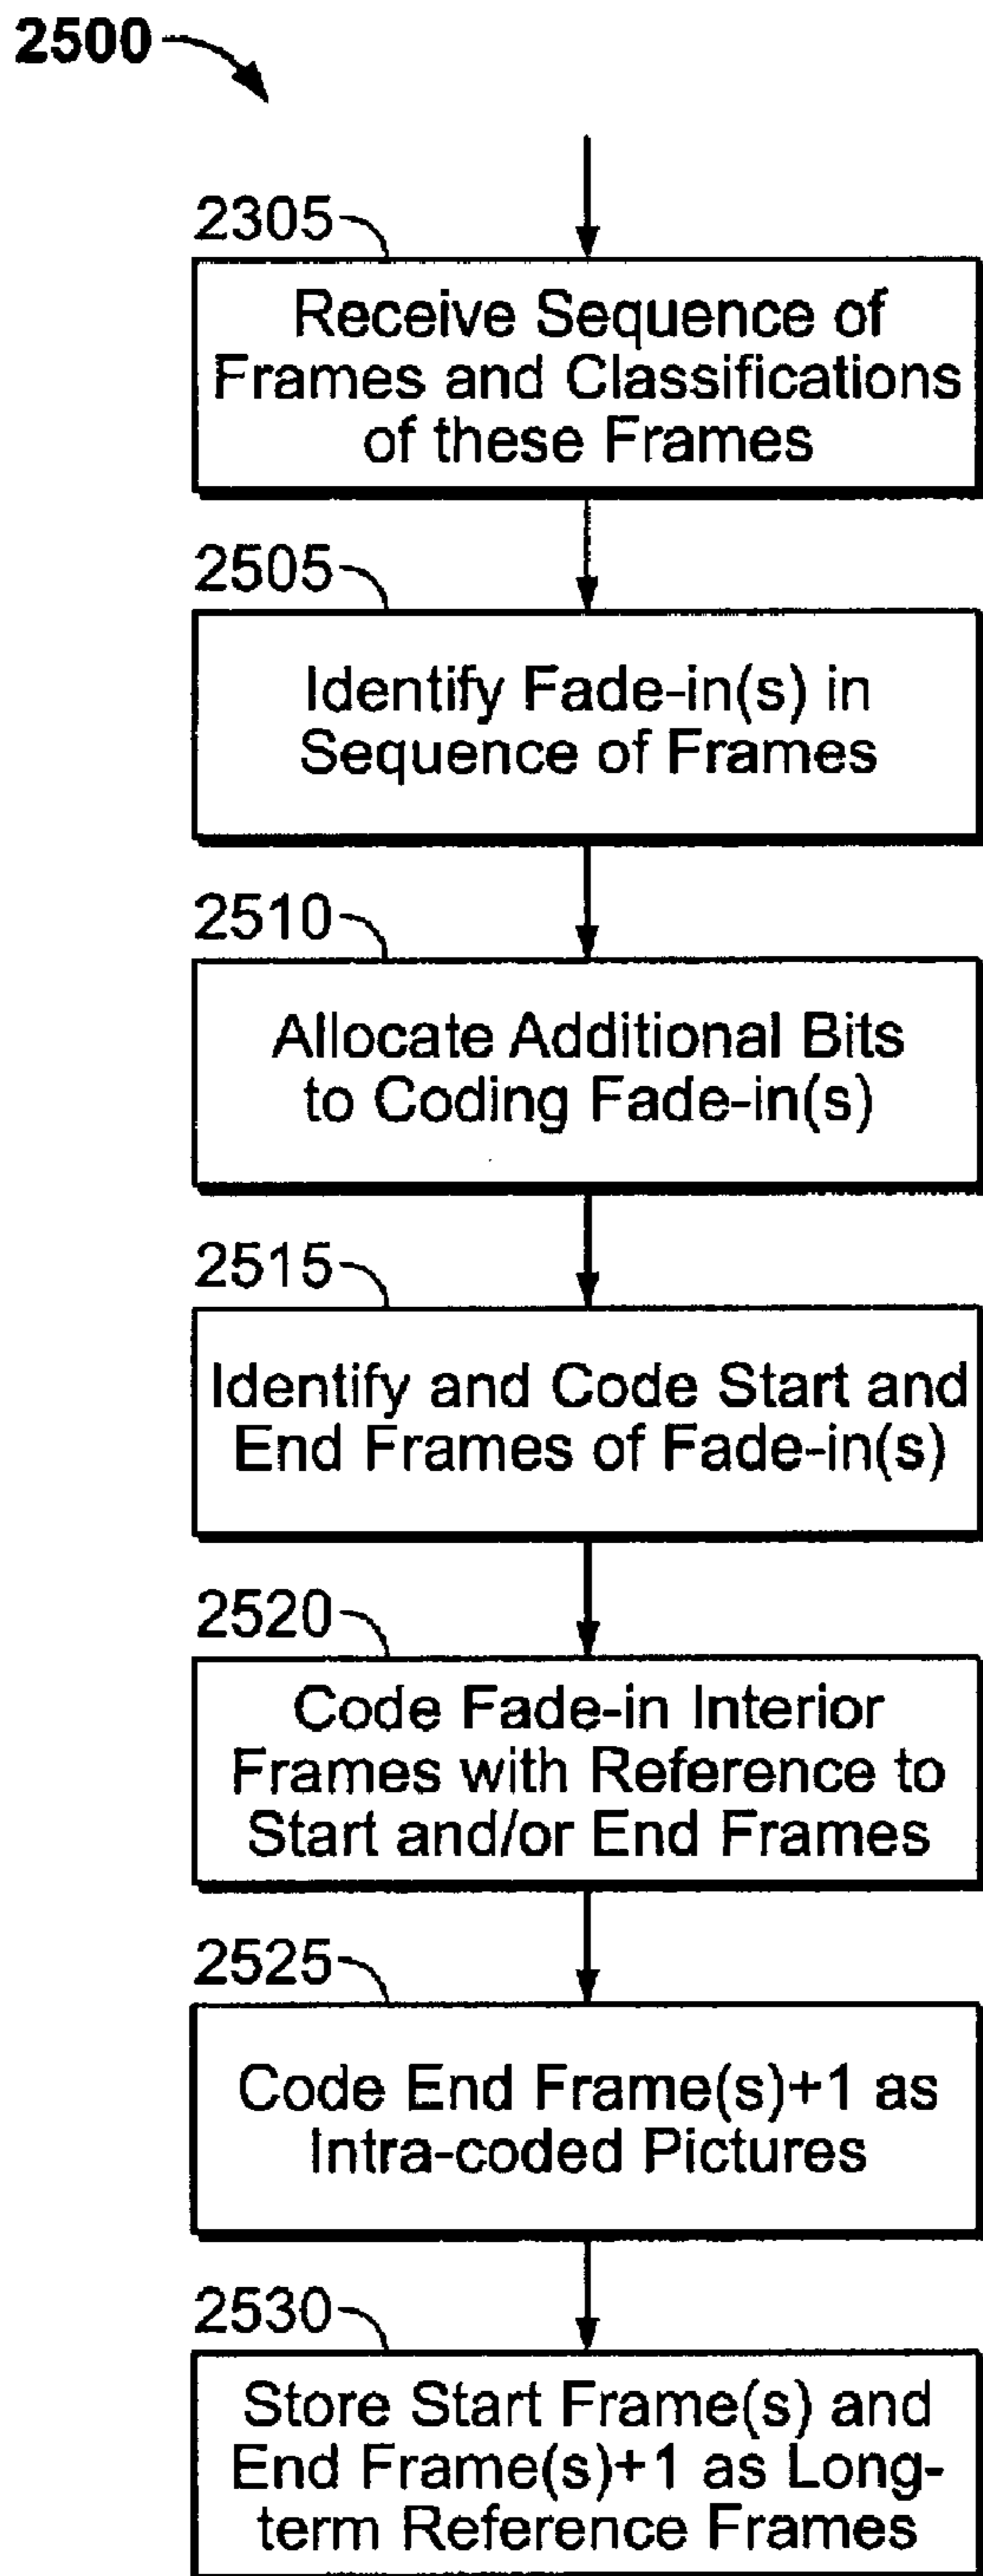 2500
2305
Receive Sequence of
Frames and Classifications
of these Frames
2505
Identify Fade-in(s) in
Sequence of Frames
2510
Allocate Additional Bits
to Coding Fade-in(s)
2515
Identify and Code Start and
End Frames of Fade-in(s)
2520
Code Fade-in Interior
Frames with Reference to
Start and/or End Frames
2525
Code End Frame(s)+1 as
Intra-coded Pictures
2530
Store Start Frame(s) and
End Frame(s)+1 as Long-
term Reference Frames